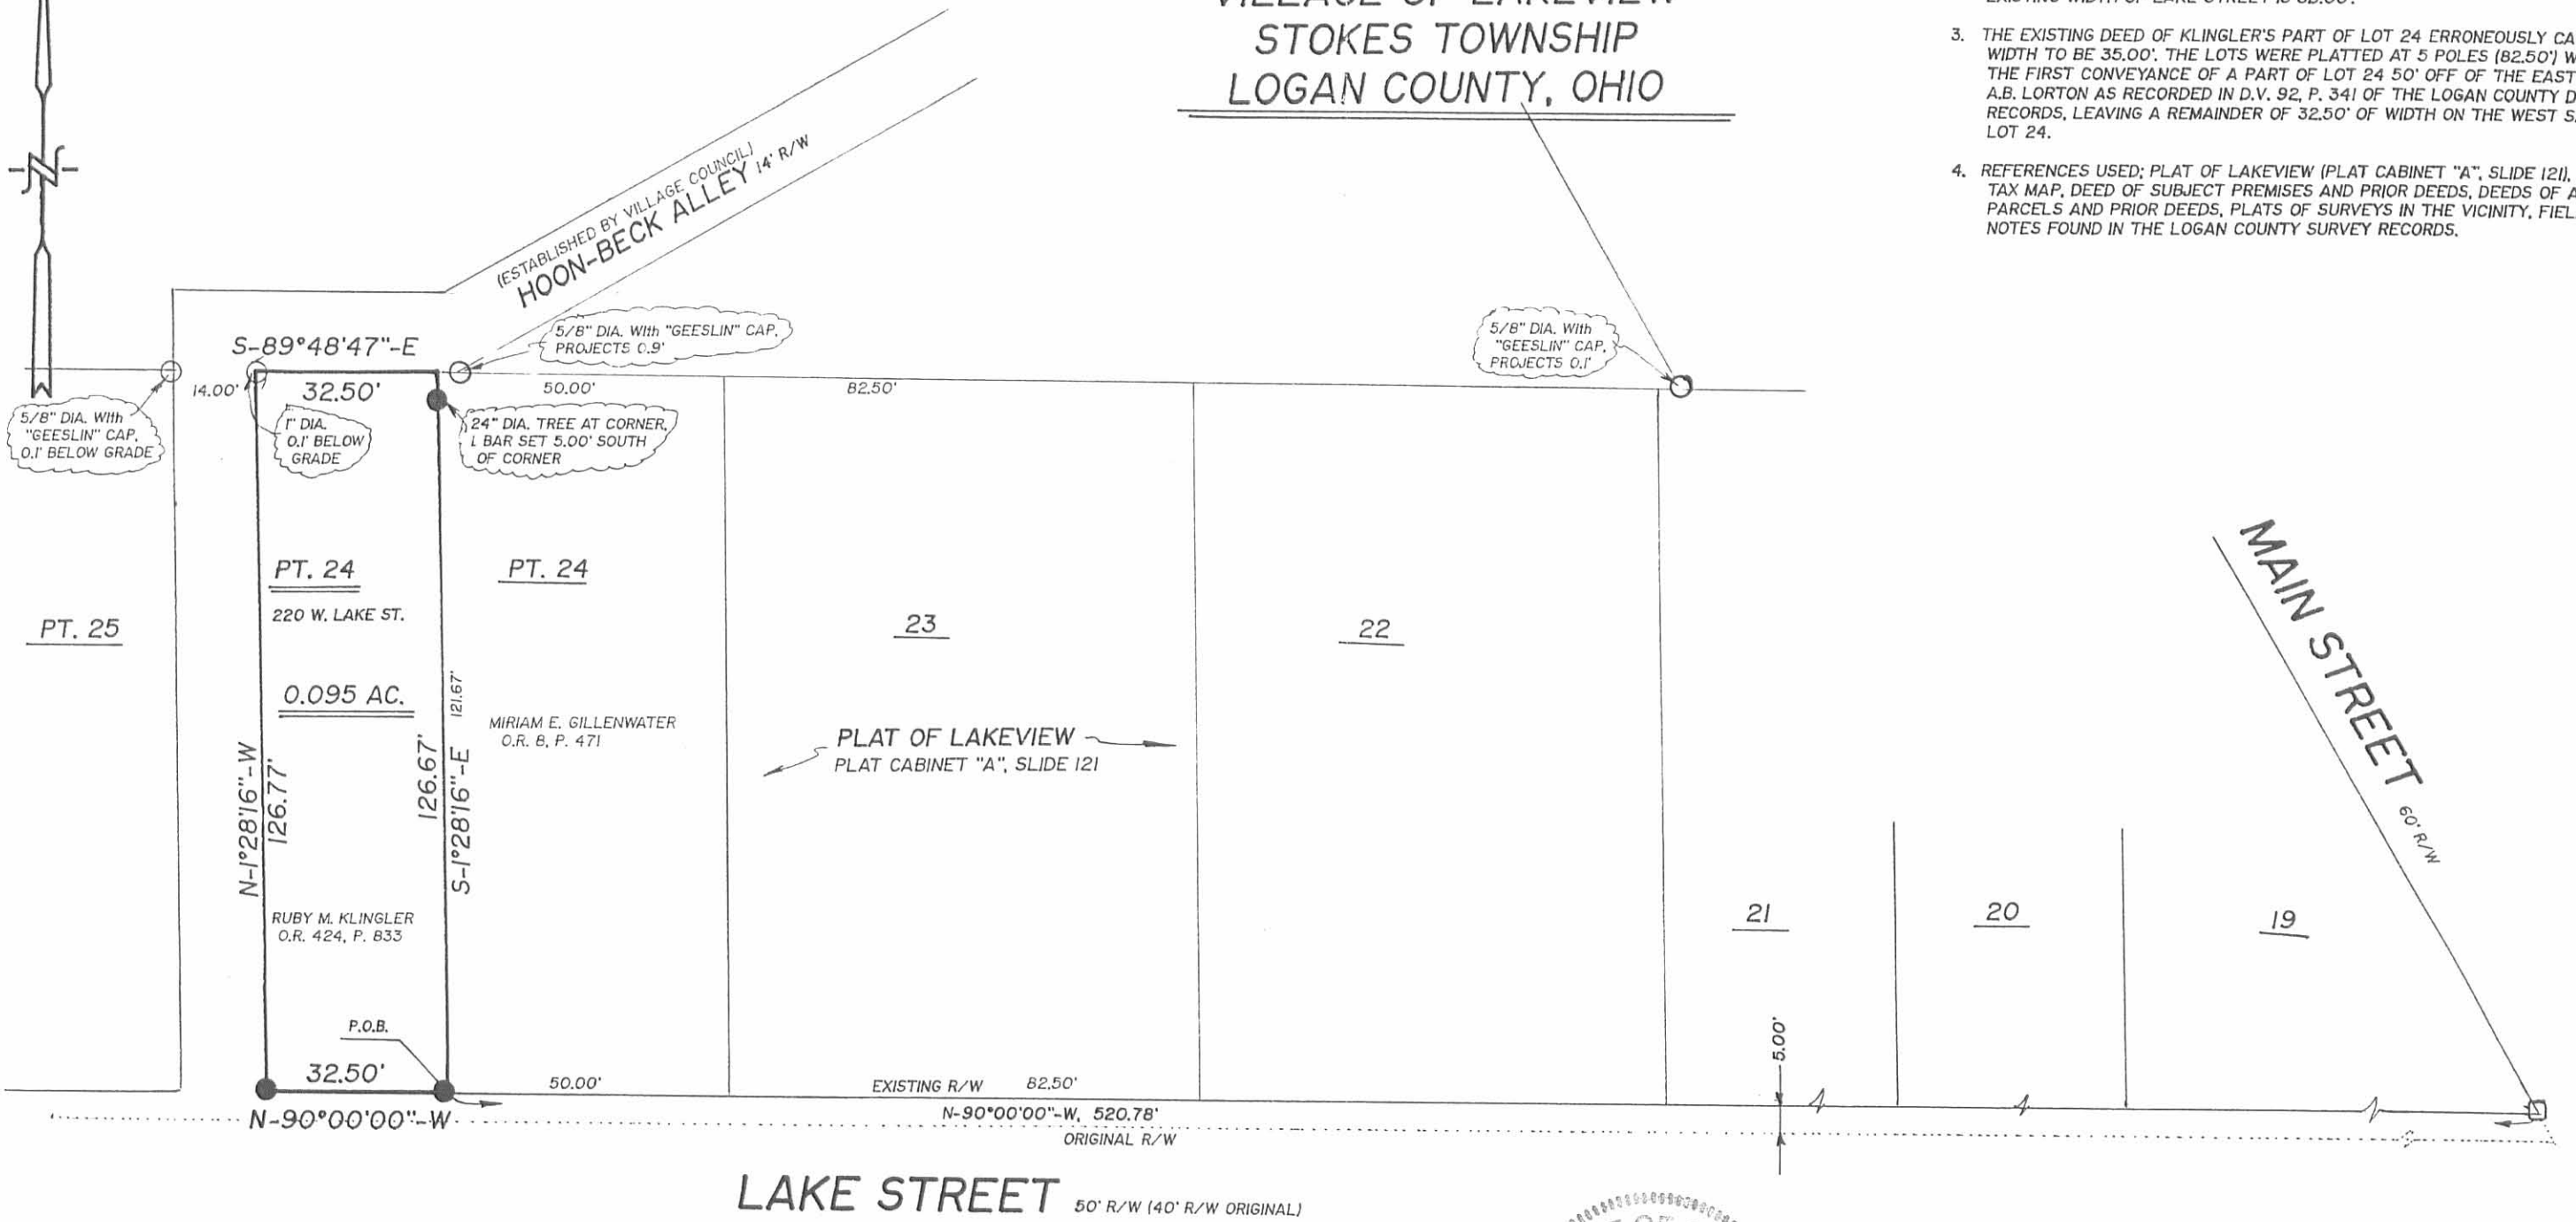 VILLAGE OF LAKEVIEW
STOKES TOWNSHIP
LOGAN COUNTY, OHIO
3. THE EXISTING DEED OF KLINGLER'S PART OF LOT 24 ERRONEOUSLY
WIDTH TO BE 35.00'. THE LOTS WERE PLATTED AT 5 POLES (82.50')
THE FIRST CONVEYANCE OF A PART OF LOT 24 50' OFF OF THE EAST
A.B. LORTON AS RECORDED IN D.V. 92, P. 341 OF THE LOGAN COUNTY
RECORDS, LEAVING A REMAINDER OF 32.50' OF WIDTH ON THE WEST
LOT 24.
4. REFERENCES USED; PLAT OF LAKEVIEW (PLAT CABINET "A", SLIDE 121),
TAX MAP, DEED OF SUBJECT PREMISES AND PRIOR DEEDS, DEEDS OF
PARCELS AND PRIOR DEEDS, PLATS OF SURVEYS IN THE VICINITY,
NOTES FOUND IN THE LOGAN COUNTY SURVEY RECORDS.
N
(ESTABLISHED BY VILLAGE COUNCIL)
HOON-BECK ALLEY 14' R/W
5/8" DIA. With "GEESLIN" CAP,
PROJECTS 0.9'
5/8" DIA. With
"GEESLIN" CAP,
PROJECTS 0.1'
S-89°48'47"-E
14.00'
32.50'
50.00'
82.50'
5/8" DIA. With
"GEESLIN" CAP,
0.1' BELOW GRADE
1" DIA.
0.1' BELOW
GRADE
24" DIA. TREE AT CORNER,
L BAR SET 5.00' SOUTH
OF CORNER
PT. 24
220 W. LAKE ST.
PT. 24
PT. 25
23
22
0.095 AC.
121.67'
MIRIAM E. GILLENWATER
O.R. 8, P. 471
PLAT OF LAKEVIEW
PLAT CABINET "A", SLIDE 121
N-1°28'16"-W
126.77'
126.67'
S-1°28'16"-E
MAIN STREET 60' R/W
RUBY M. KLINGLER
O.R. 424, P. 833
21
20
19
P.O.B.
5.00'
32.50'
50.00'
EXISTING R/W 82.50'
N-90°00'00"-W
N-90°00'00"-W, 520.78'
ORIGINAL R/W
LAKE STREET 50' R/W (40' R/W ORIGINAL)